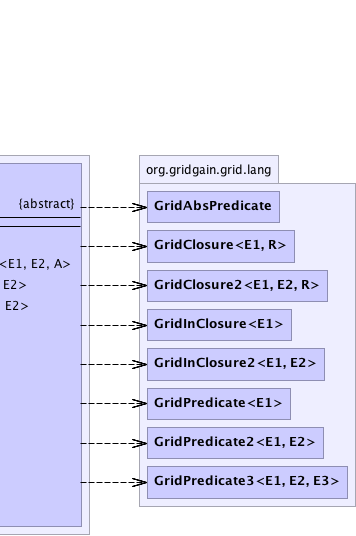 org.gridgain.grid.lang
{abstract}
GridAbsPredicate
GridClosure<E1, R>
<E1, E2, A>
GridClosure2<E1, E2, R>
E2>
E2>
GridInClosure<E1>
GridInClosure2<E1, E2>
GridPredicate<E1>
GridPredicate2<E1, E2>
GridPredicate3<E1, E2, E3>